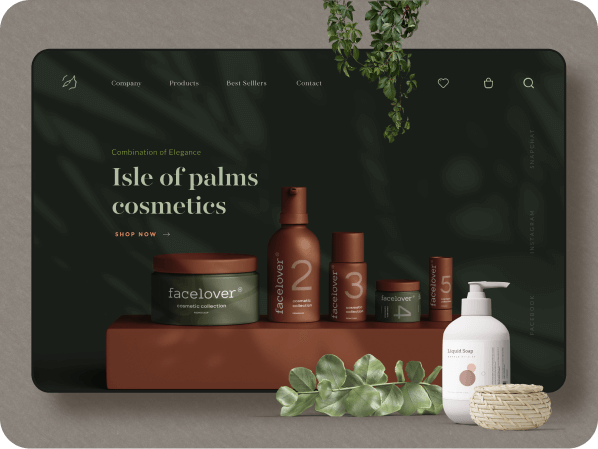 Company
Products
Best Selllers
Contact
SNAPCHAT
Combination of Elegance
Isle of palms
cosmetics
SHOP NOW
INSTAGRAM
FACEBOOK
facelover®
cosmetic collection
facelover®
2
cosmetic
collection
facelover®
3
cosmetic
collection
facelover®
4
facelover®
5
Liquid Soap